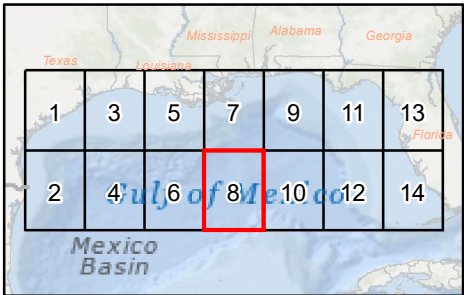 Mississippi Alabama Georgia
Texas Louisiana
1 3 5 7 9 11 13
Florida
2 4 6 8 10 12 14
Gulf of Mexico
Mexico
Basin